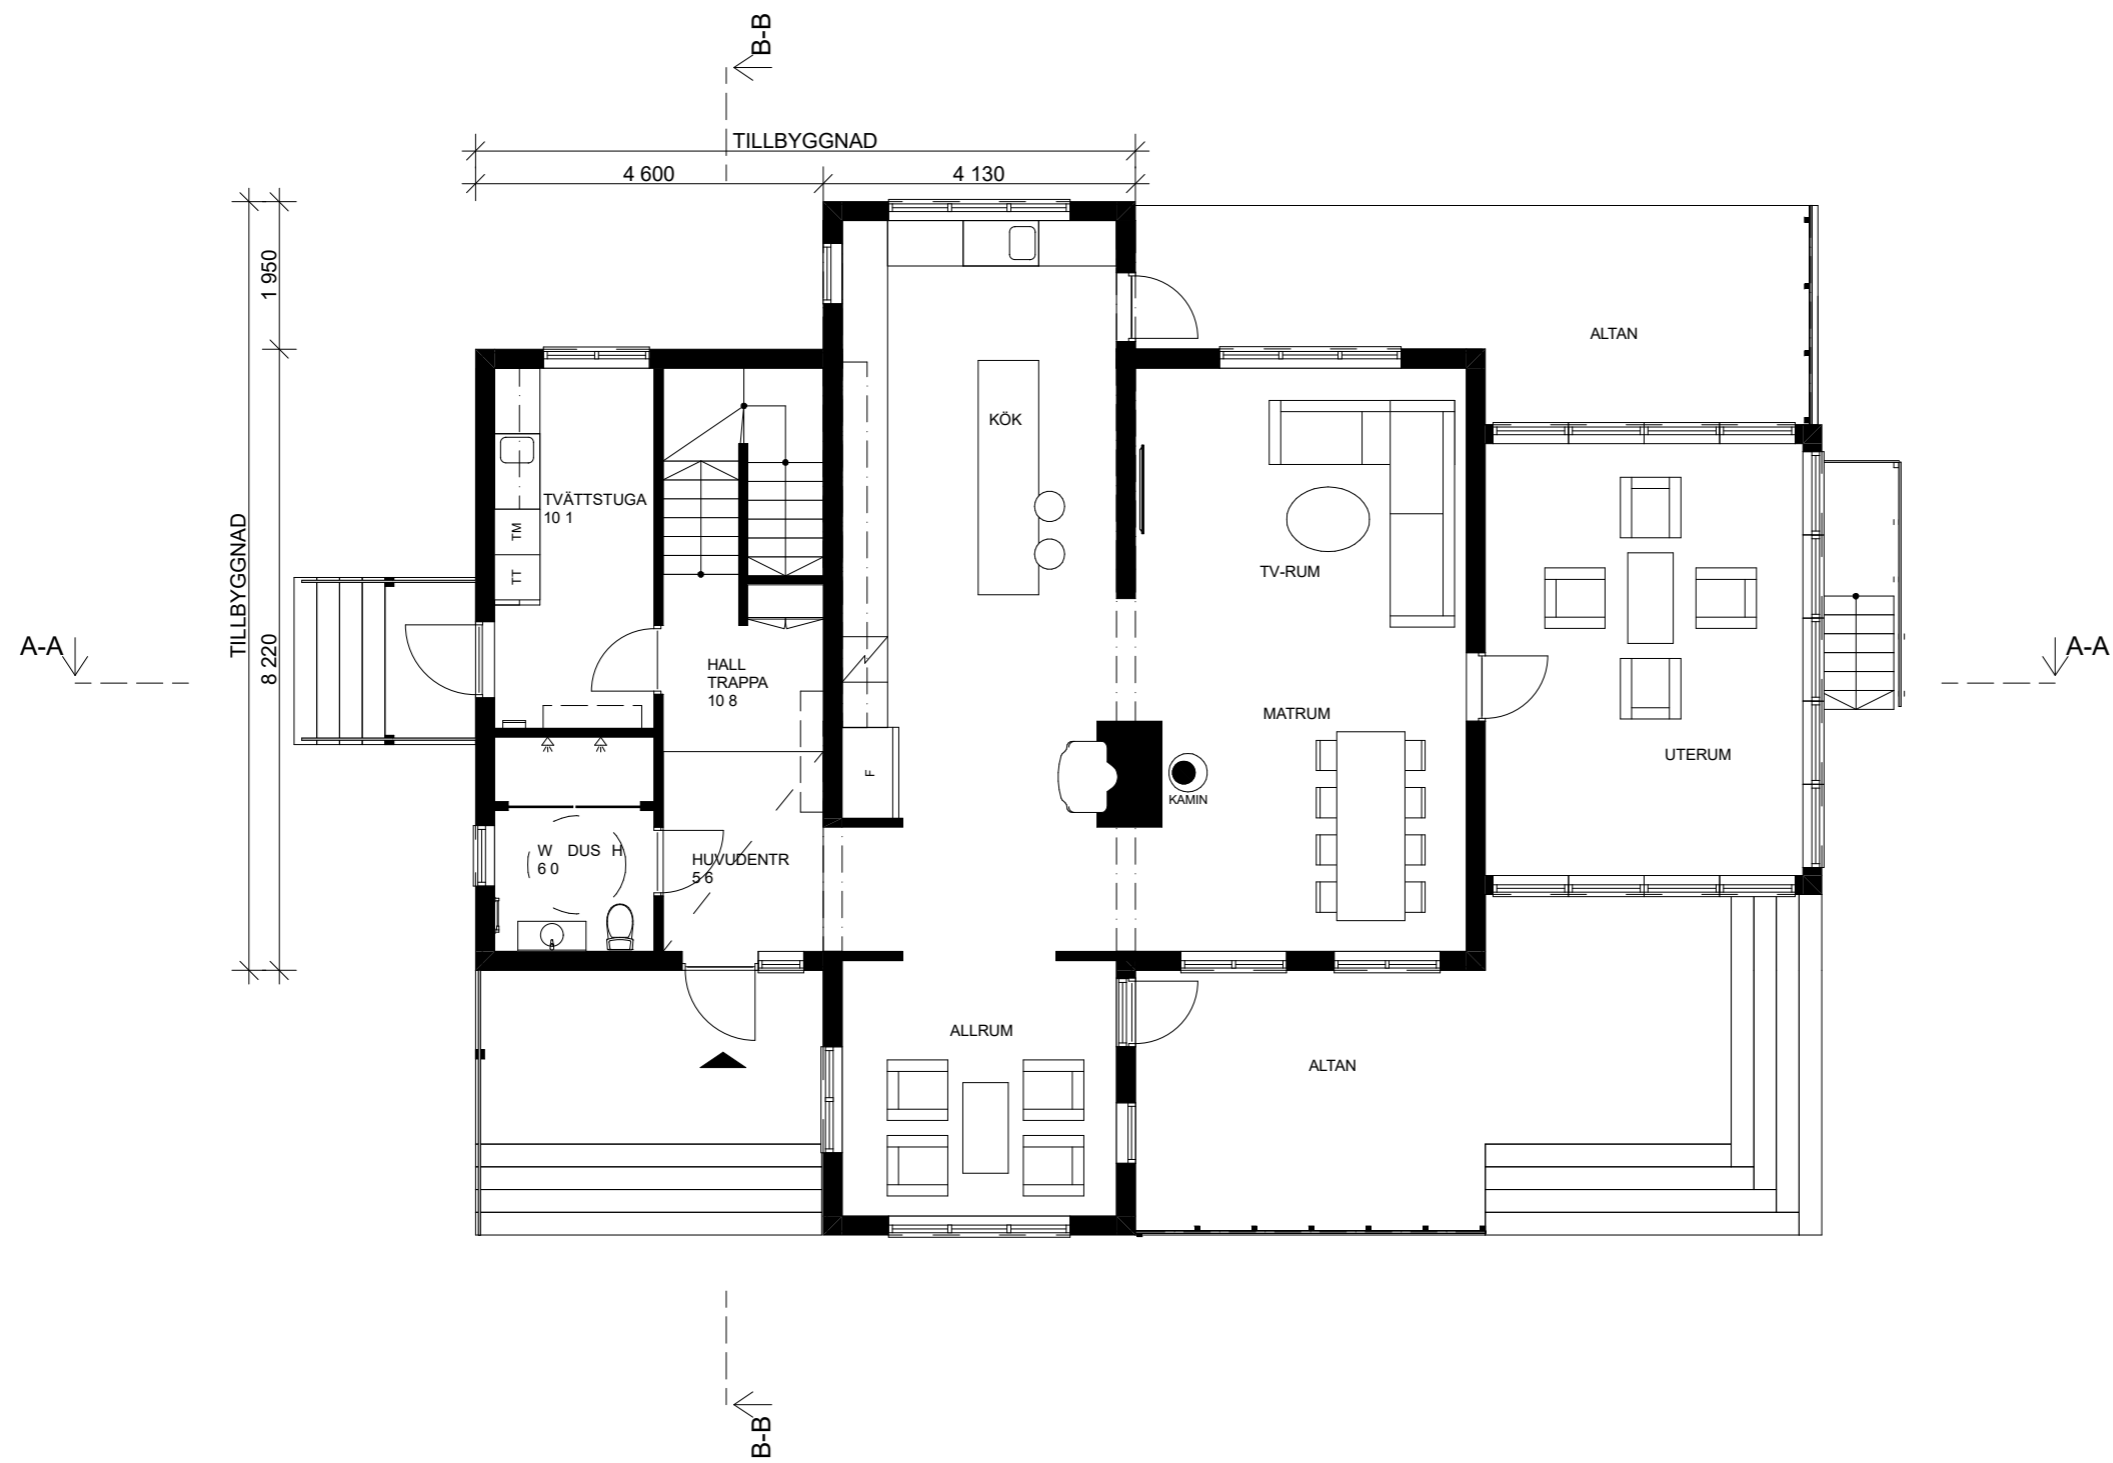 B-B
TILLBYGGNAD
4 600
4 130
1 950
ALTAN
KÖK
TVÄTTSTUGA
10 1
TM
TT
TILLBYGGNAD
8 220
TV-RUM
A-A
A-A
HALL
TRAPPA
10 8
MATRUM
UTERUM
F
KAMIN
W DUS H
6 0
HUVUDENTR
5 6
ALLRUM
ALTAN
B-B